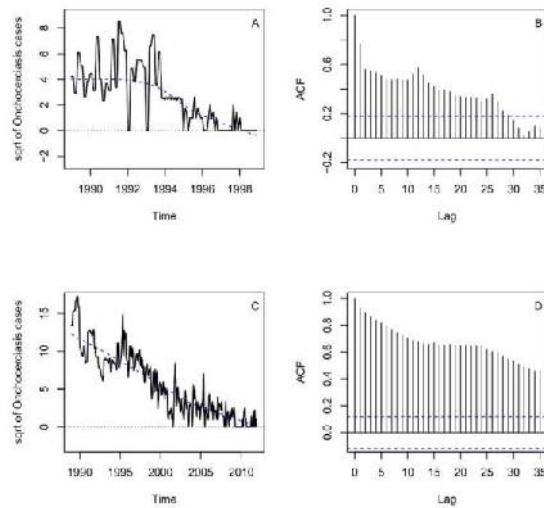 A
sqrt of Onchocerciasis cases
8
6
4
2
0
−2
1990 1992 1994 1996 1998
Time
B
ACF
1.0
0.6
0.2
−0.2
0 5 10 15 20 25 30 35
Lag
C
sqrt of Onchocerciasis cases
15
10
5
0
1990 1995 2000 2005 2010
Time
D
ACF
1.0
0.8
0.6
0.4
0.2
0.0
0 5 10 15 20 25 30 35
Lag